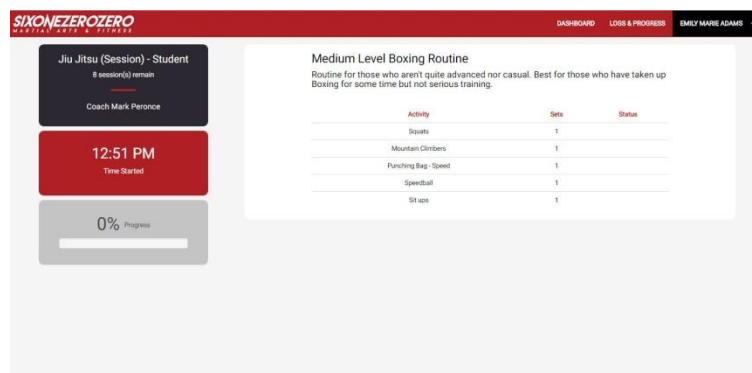 SIXONEZEROZERO
MARTIAL ARTS & FITNESS
DASHBOARD LOGS & PROGRESS EMILY MARIE ADAMS
Jiu Jitsu (Session) - Student
8 session(s) remain
Coach Mark Peronce
12:51 PM
Time Started
0% Progress
Medium Level Boxing Routine
Routine for those who aren't quite advanced nor casual. Best for those who have taken up
Boxing for some time but not serious training.
Activity Sets Status
Squats 1
Mountain Climbers 1
Punching Bag - Speed 1
Speedball 1
Sit ups 1